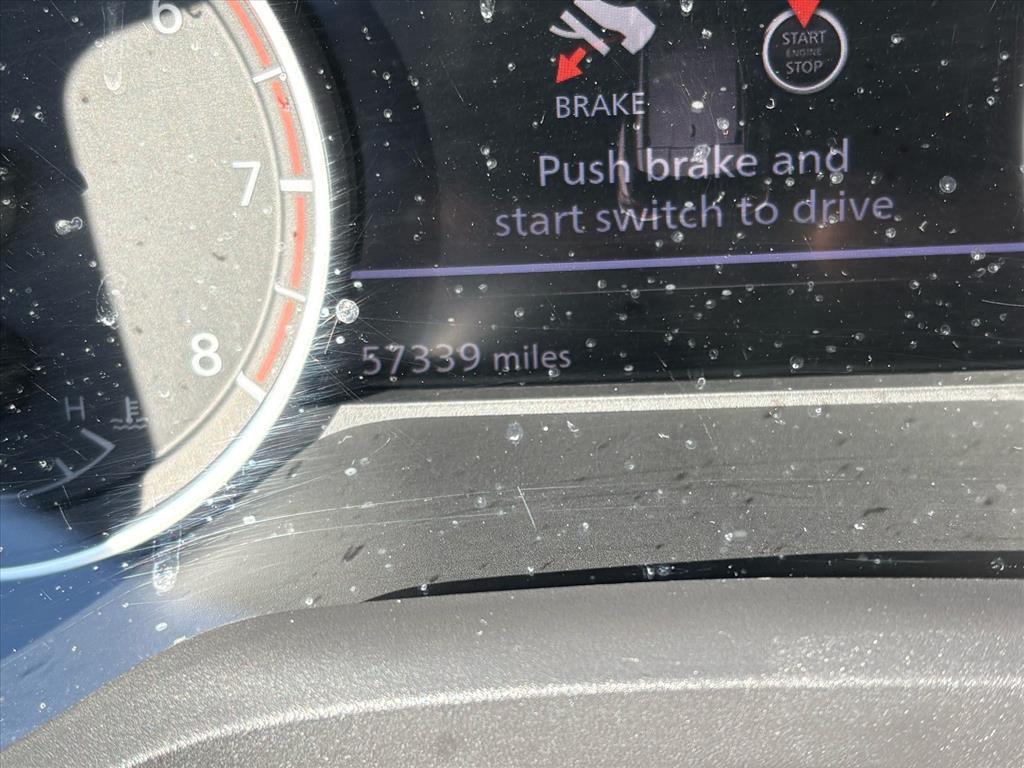 6
START
ENGINE
STOP
BRAKE
Push brake and
7
start switch to drive
8
57339 miles
H